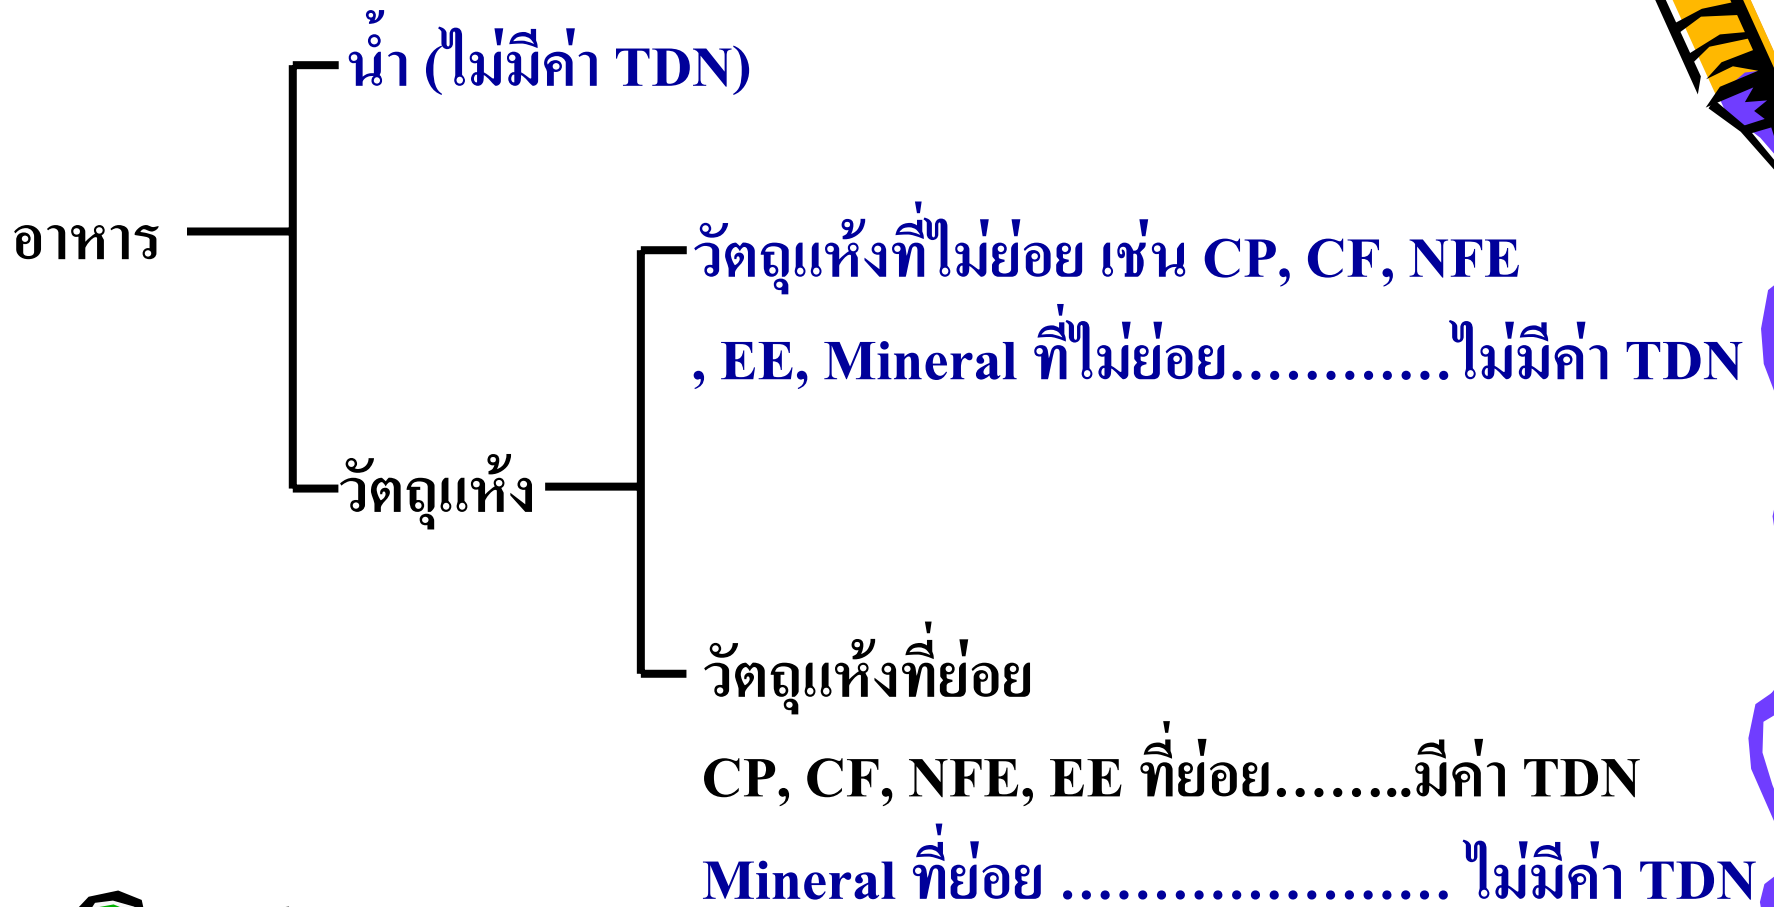 น้ำ (ไม่มีค่า TDN)
อาหาร
วัตถุแห้งที่ไม่ย่อย เช่น CP, CF, NFE
, EE, Mineral ที่ไม่ย่อย............ไม่มีค่า TDN
วัตถุแห้ง
วัตถุแห้งที่ย่อย
CP, CF, NFE, EE ที่ย่อย........มีค่า TDN
Mineral ที่ย่อย ..................... ไม่มีค่า TDN